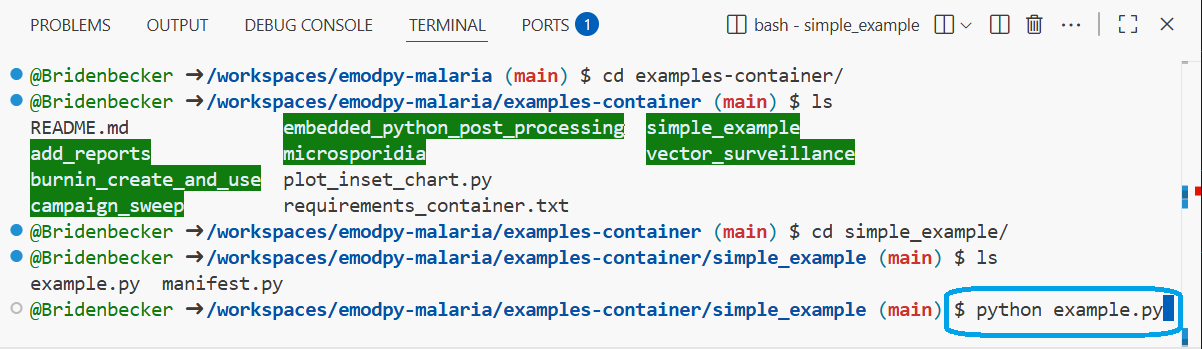 PROBLEMS OUTPUT DEBUG CONSOLE TERMINAL PORTS 1 bash - simple_example
@Bridenbecker ➜/workspaces/emodpy-malaria (main) $ cd examples-container/
@Bridenbecker ➜/workspaces/emodpy-malaria/examples-container (main) $ ls
README.md embedded_python_post_processing simple_example
add_reports microsporidia vector_surveillance
burnin_create_and_use plot_inset_chart.py
campaign_sweep requirements_container.txt
@Bridenbecker ➜/workspaces/emodpy-malaria/examples-container (main) $ cd simple_example/
@Bridenbecker ➜/workspaces/emodpy-malaria/examples-container/simple_example (main) $ ls
example.py manifest.py
@Bridenbecker ➜/workspaces/emodpy-malaria/examples-container/simple_example (main) $ python example.py